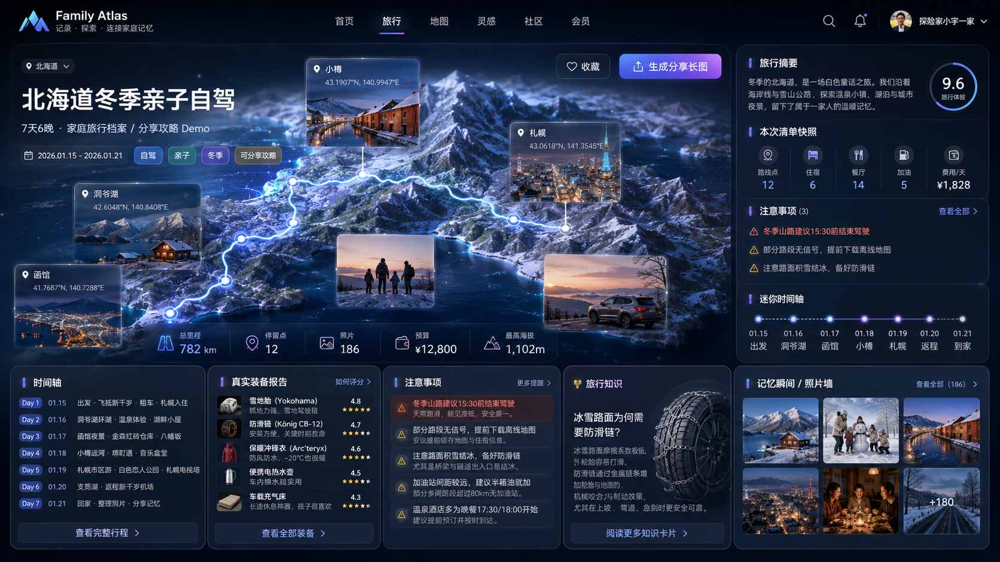 Family Atlas
记录 · 探索 · 连接家庭记忆
首页
旅行
地图
灵感
社区
会员
探险家小宇一家
北海道
北海道冬季亲子自驾
7天6晚 · 家庭旅行档案 / 分享攻略 Demo
2026.01.15 - 2026.01.21
自驾
亲子
冬季
可分享攻略
收藏
生成分享长图
小樽
43.1907°N, 140.9947°E
札幌
43.0618°N, 141.3545°E
洞爷湖
42.6048°N, 140.8408°E
函馆
41.7687°N, 140.7288°E
总里程
782 km
停留点
12
照片
186
预算
¥12,800
最高海拔
1,102m
旅行摘要
冬季的北海道，是一场白色童话之旅。我们沿着
海岸线与雪山公路，探索温泉小镇、湖泊与城市
夜景，留下了属于一家人的温暖记忆。
9.6
旅行体验
本次清单快照
路线点
12
住宿
6
餐厅
14
加油
5
费用/天
¥1,828
注意事项 (3)
查看全部
冬季山路建议15:30前结束驾驶
部分路段无信号，提前下载离线地图
注意路面积雪结冰，备好防滑链
迷你时间轴
01.15
出发
01.16
洞爷湖
01.17
函馆
01.18
小樽
01.19
札幌
01.20
返程
01.21
到家
时间轴
Day 1 01.15 出发 · 飞抵新千岁 · 租车 · 札幌入住
Day 2 01.16 洞爷湖环湖 · 温泉体验 · 湖畔小屋
Day 3 01.17 函馆夜景 · 金森红砖仓库 · 八幡坂
Day 4 01.18 小樽运河 · 堺町通 · 音乐盒堂
Day 5 01.19 札幌市区游 · 白色恋人公园 · 札幌电视塔
Day 6 01.20 支笏湖 · 返程新千岁机场
Day 7 01.21 回家 · 整理照片 · 分享记忆
查看完整行程
真实装备报告
如何评分
雪地胎 (Yokohama)
抓地力强，雪地驾驶稳
4.8
防滑链 (König CB-12)
安装方便，关键时刻救命
4.7
保暖冲锋衣 (Arc'teryx)
防风防水，-20℃也很暖
4.6
便携电热水壶
车内烧水超实用
4.5
车载充气床
长途休息神器，孩子很喜欢
4.3
查看全部装备
注意事项
更多提醒
冬季山路建议15:30前结束驾驶
天黑路滑，能见度低，安全第一。
部分路段无信号，提前下载离线地图
安议提前缓存地图与住宿信息。
注意路面积雪结冰，备好防滑链
尤其是桥梁与隧道出入口易结冰。
加油站间距较远，建议半箱油就加
部分乡间路段超过80km无加油站。
温泉酒店多为晚餐17:30/18:00开始
建议提前预订并按时到达。
旅行知识
冰雪路面为何需
要防滑链？
冰雪路面摩擦系数极低，
轮胎容易打滑。
防滑链通过金属链条增
效果，
尤其在上坡、弯道、急刹时更安全可靠。
阅读更多知识卡片
记忆瞬间 / 照片墙
查看全部（186）
+180